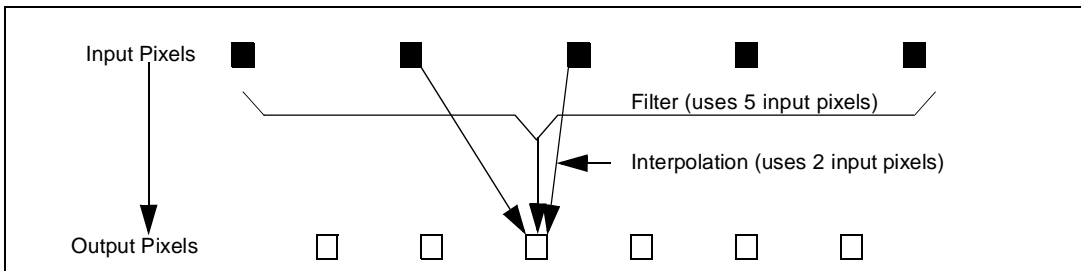 Input Pixels
Filter (uses 5 input pixels)
Interpolation (uses 2 input pixels)
Output Pixels